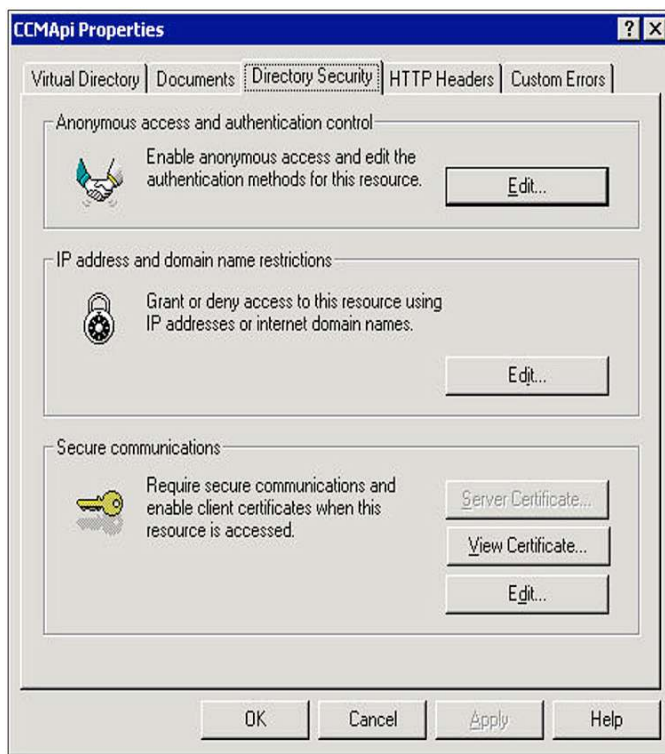 CCMApi Properties
Virtual Directory Documents Directory Security HTTP Headers Custom Errors
Anonymous access and authentication control
Enable anonymous access and edit the
authentication methods for this resource.
Edit...
IP address and domain name restrictions
Grant or deny access to this resource using
IP addresses or internet domain names.
Edit...
Secure communications
Require secure communications and
enable client certificates when this
resource is accessed.
Server Certificate...
View Certificate...
Edit...
OK Cancel Apply Help